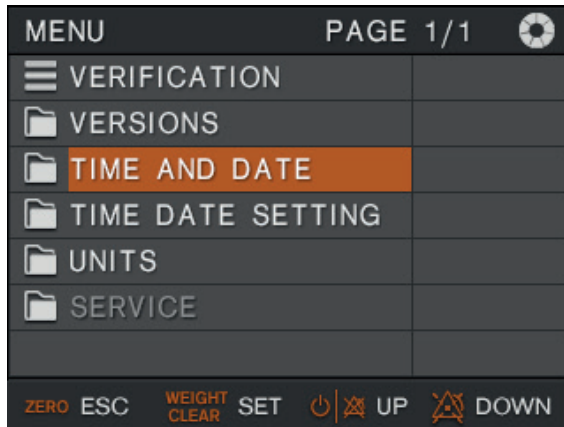 MENU PAGE 1/1
VERIFICATION
VERSIONS
TIME AND DATE
TIME DATE SETTING
UNITS
SERVICE
ZERO ESC WEIGHT CLEAR SET UP DOWN